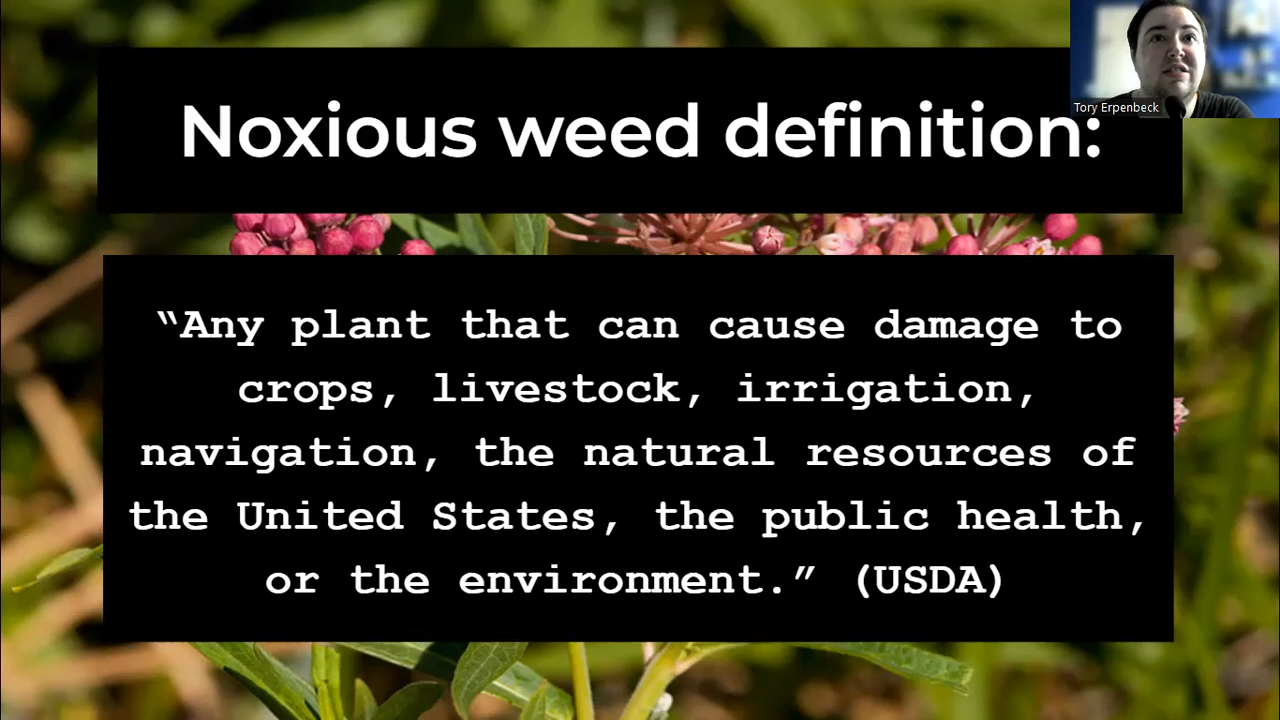 Tory Erpenbeck
Noxious weed definition:
“Any plant that can cause damage to
crops, livestock, irrigation,
navigation, the natural resources of
the United States, the public health,
or the environment.” (USDA)